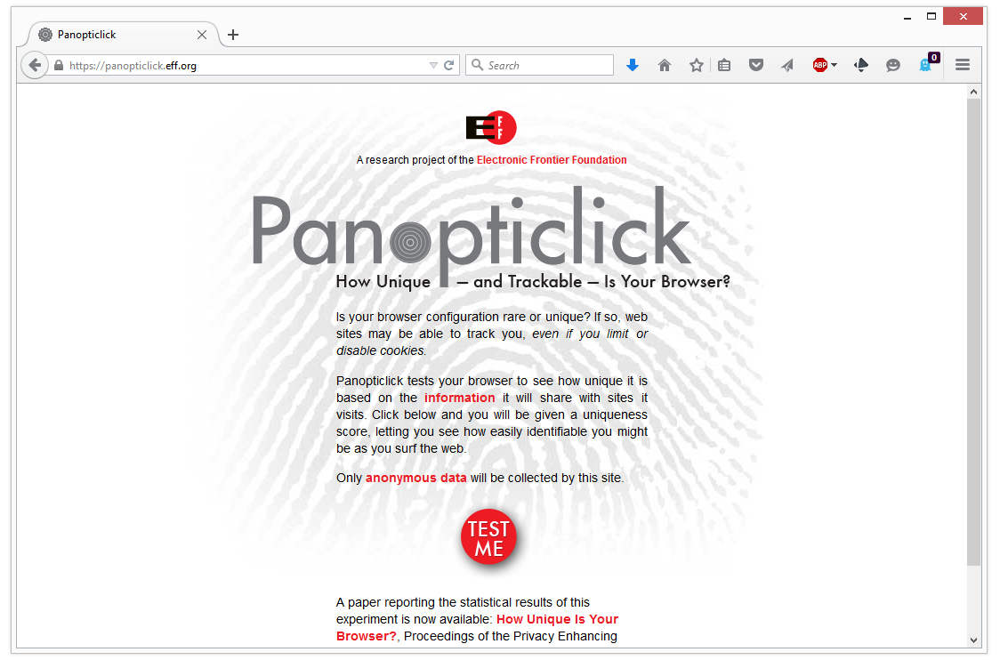 Panopticlick
https://panopticlick.eff.org
Search
ABP
0
EFF
A research project of the Electronic Frontier Foundation
Panopticlick
How Unique — and Trackable — Is Your Browser?
Is your browser configuration rare or unique? If so, web
sites may be able to track you, even if you limit or
disable cookies.
Panopticlick tests your browser to see how unique it is
based on the information it will share with sites it
visits. Click below and you will be given a uniqueness
score, letting you see how easily identifiable you might
be as you surf the web.
Only anonymous data will be collected by this site.
TEST
ME
A paper reporting the statistical results of this
experiment is now available: How Unique Is Your
Browser?, Proceedings of the Privacy Enhancing